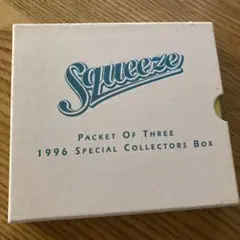 Squeeze
Packet Of Three
1996 Special Collectors Box